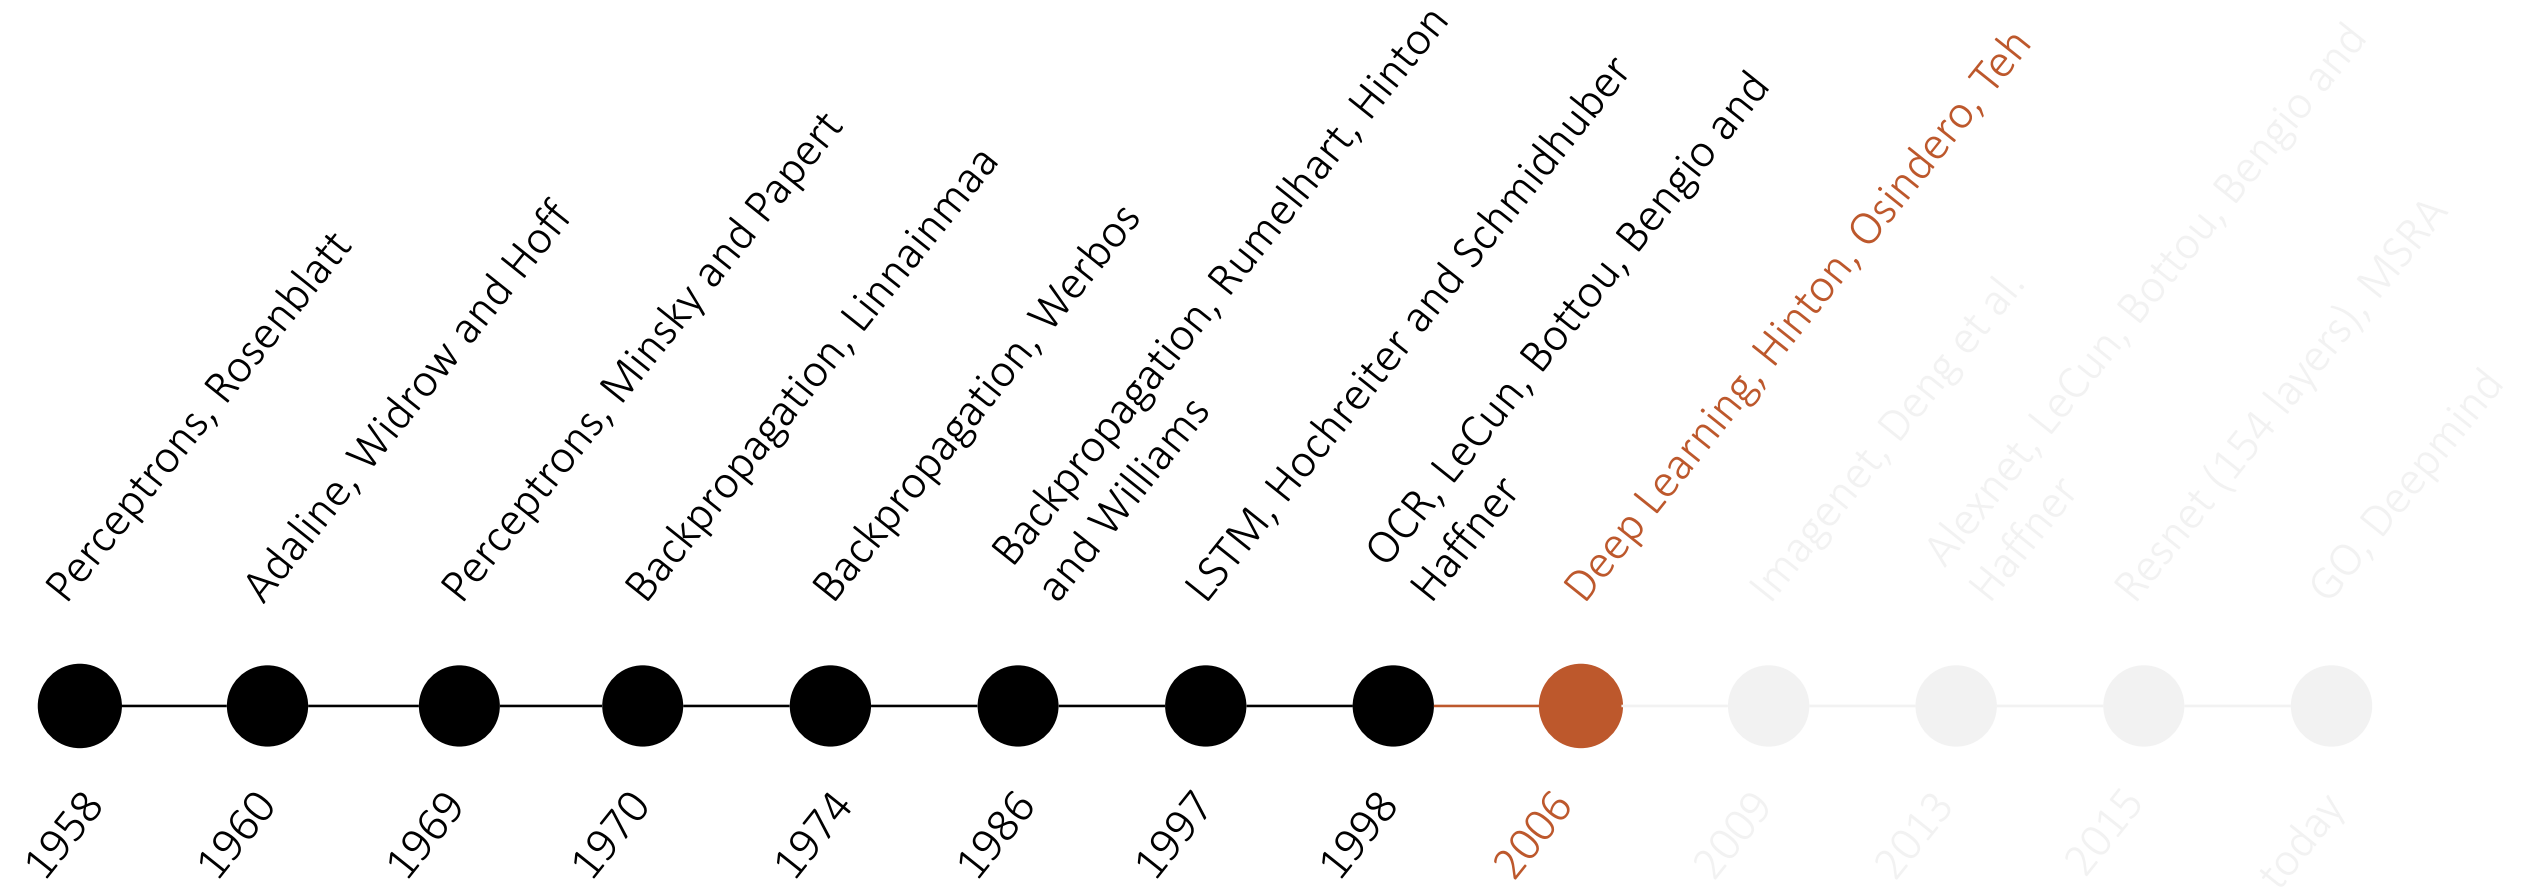 Perceptrons, Rosenblatt
Adaline, Widrow and Hoff
Perceptrons, Minsky and Papert
Backpropagation, Linnainmaa
Backpropagation, Werbos
Backpropagation, Rumelhart, Hinton
and Williams
LSTM, Hochreiter and Schmidhuber
OCR, LeCun, Bottou, Bengio and
Haffner
Deep Learning, Hinton, Osindero, Teh
Imagenet, Deng et al.
Alexnet, LeCun, Bottou, Bengio and
Haffner
Resnet (154 layers), MSRA
GO, Deepmind
1958
1960
1969
1970
1974
1986
1997
1998
2006
2009
2013
2015
today